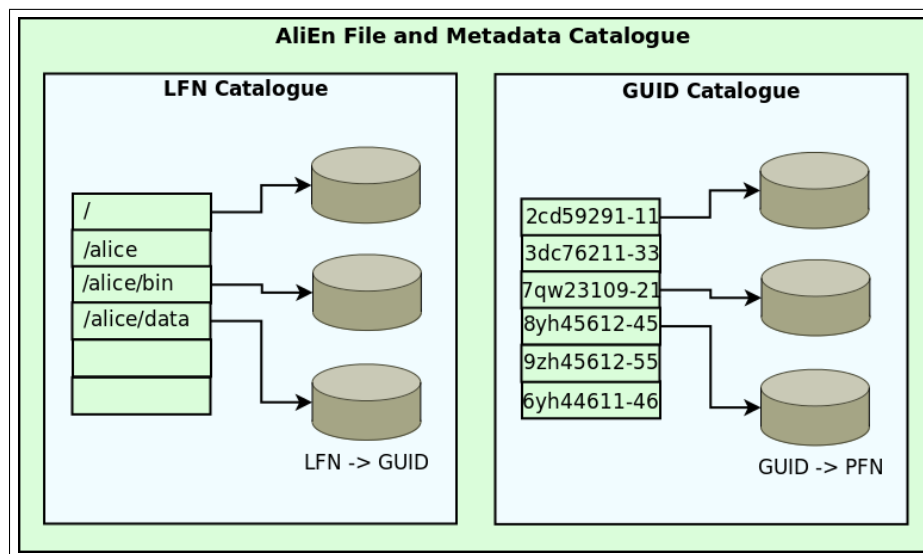 AliEn File and Metadata Catalogue
LFN Catalogue
/
/alice
/alice/bin
/alice/data
LFN -> GUID
GUID Catalogue
2cd59291-11
3dc76211-33
7qw23109-21
8yh45612-45
9zh45612-55
6yh44611-46
GUID -> PFN